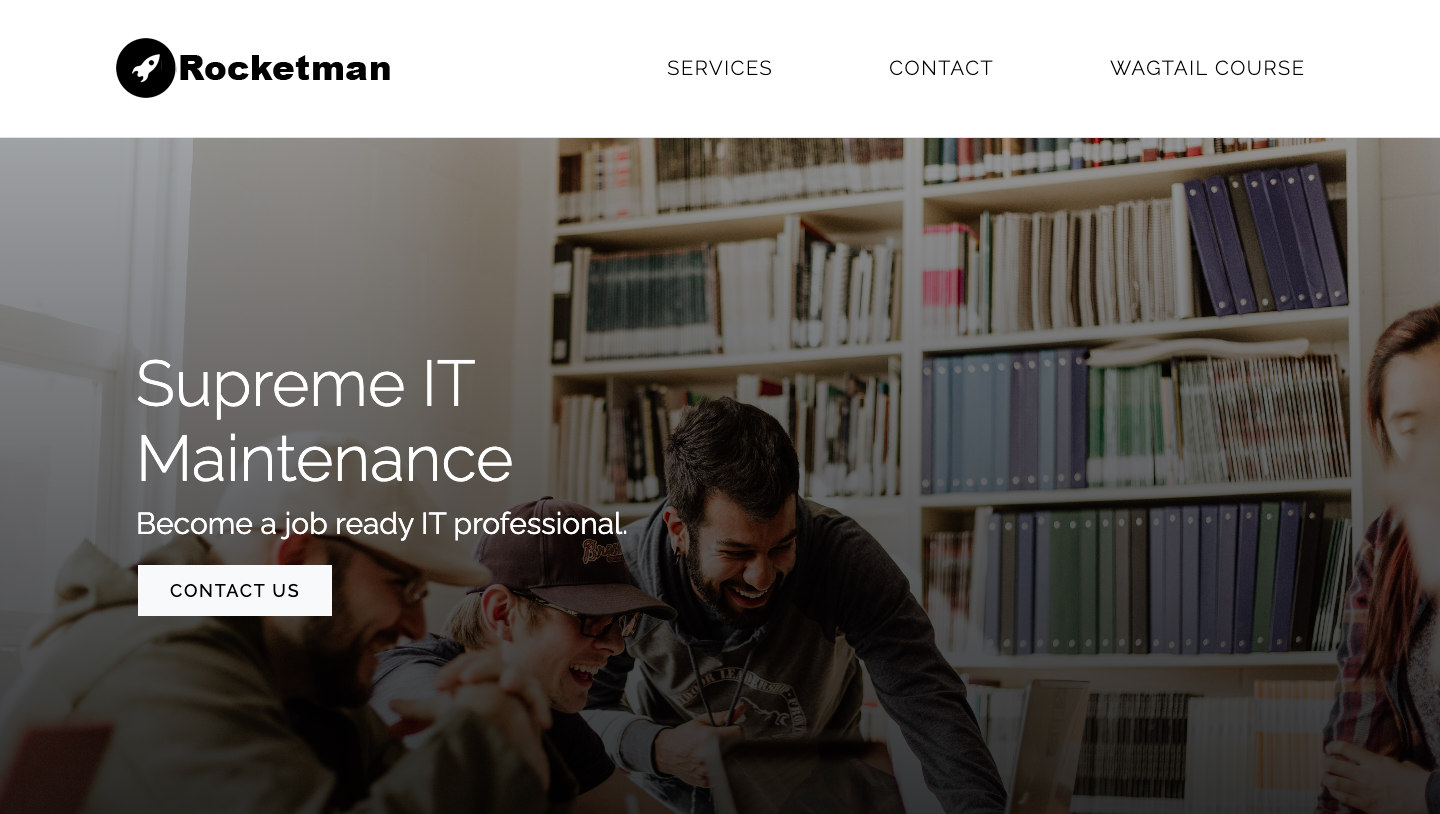 Rocketman
SERVICES
CONTACT
WAGTAIL COURSE
Supreme IT
Maintenance
Become a job ready IT professional.
CONTACT US